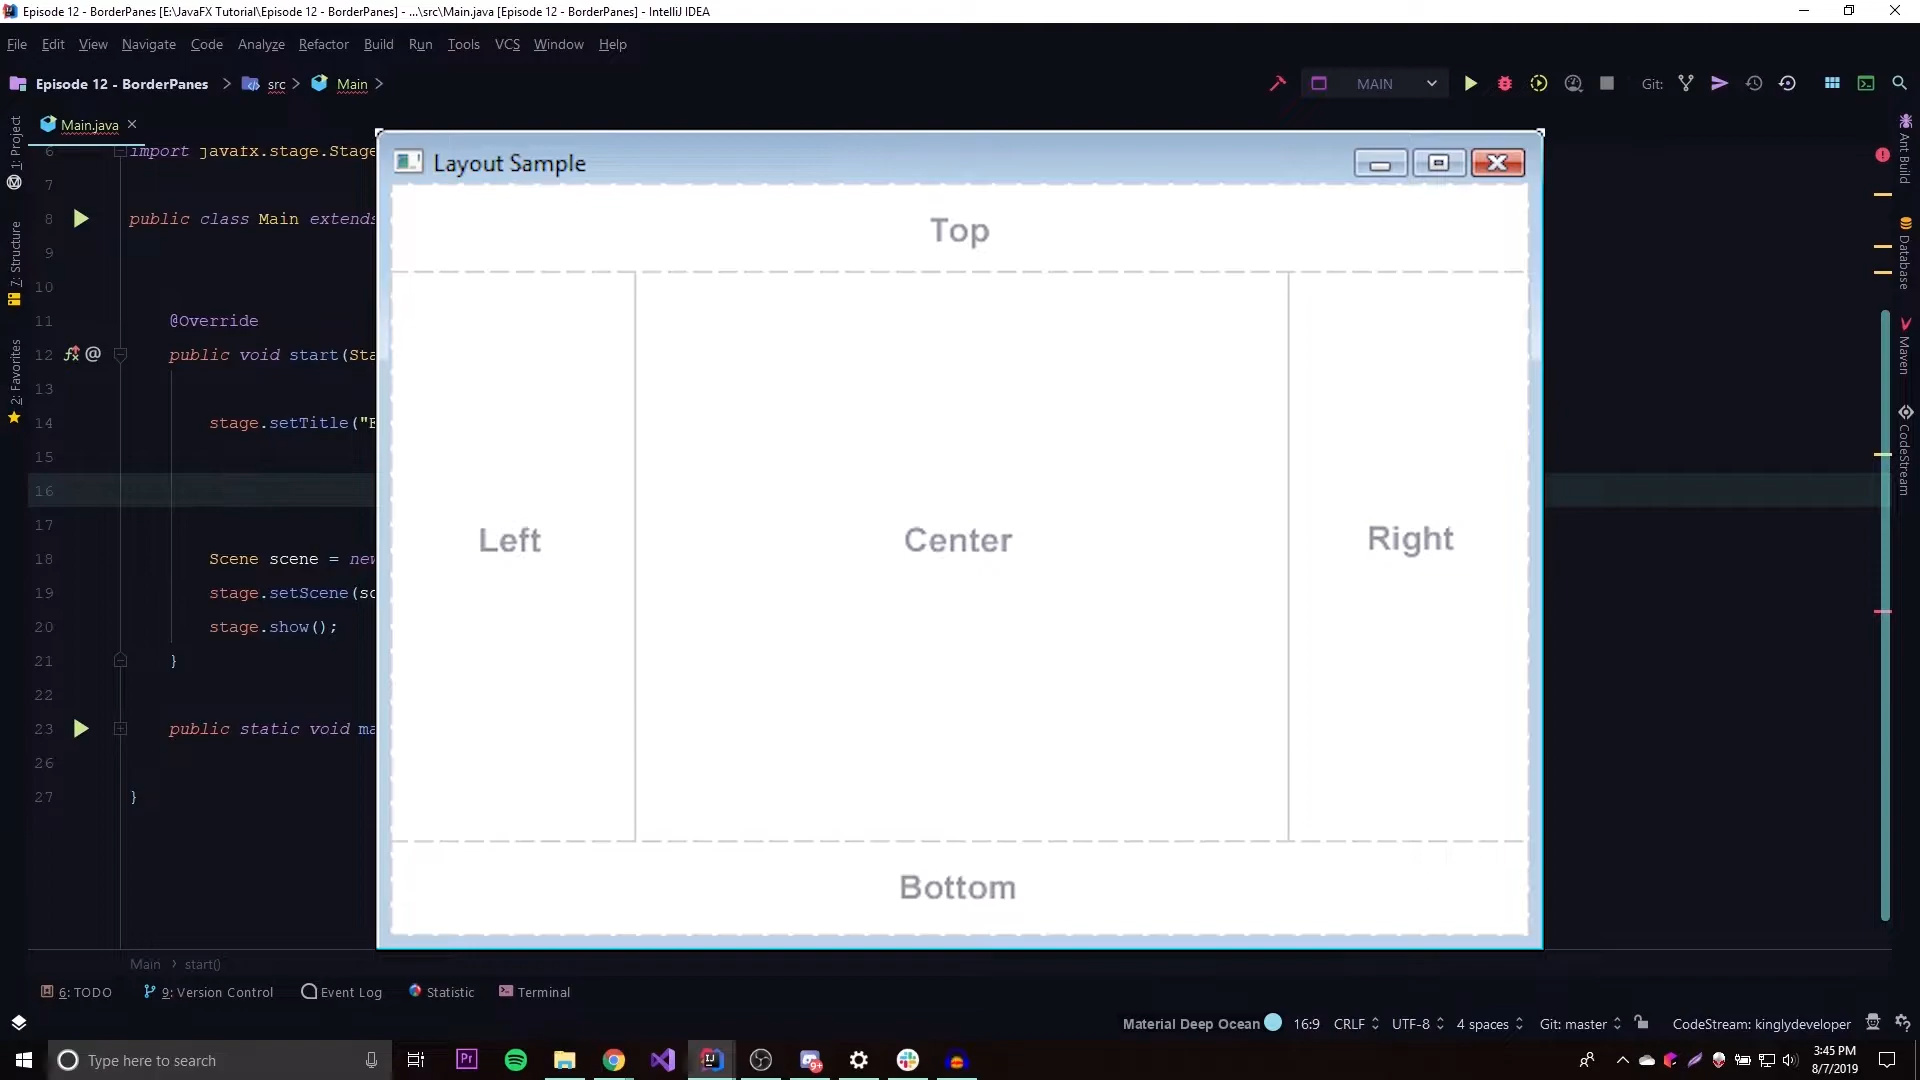 Episode 12 - BorderPanes [E:\JavaFX Tutorial\Episode 12 - BorderPanes] - ...\src\Main.java [Episode 12 - BorderPanes] - IntelliJ IDEA
File Edit View Navigate Code Analyze Refactor Build Run Tools VCS Window Help
Episode 12 - BorderPanes src Main MAIN Git:
Main.java
1: Project
7: Structure
2: Favorites
Ant Build
Database
Maven
CodeStream
6 import javafx.stage.Stage
7
8 public class Main extends
9
10
11 @Override
12 public void start(Sta
13
14 stage.setTitle("E
15
16
17
18 Scene scene = new
19 stage.setScene(sc
20 stage.show();
21 }
22
23 public static void ma
26
27 }
Layout Sample
Top
Left
Center
Right
Bottom
Main start()
6: TODO 9: Version Control Event Log Statistic Terminal
Material Deep Ocean 16:9 CRLF UTF-8 4 spaces Git: master CodeStream: kinglydeveloper
Type here to search
Pr
IJ
9+
3:45 PM
8/7/2019